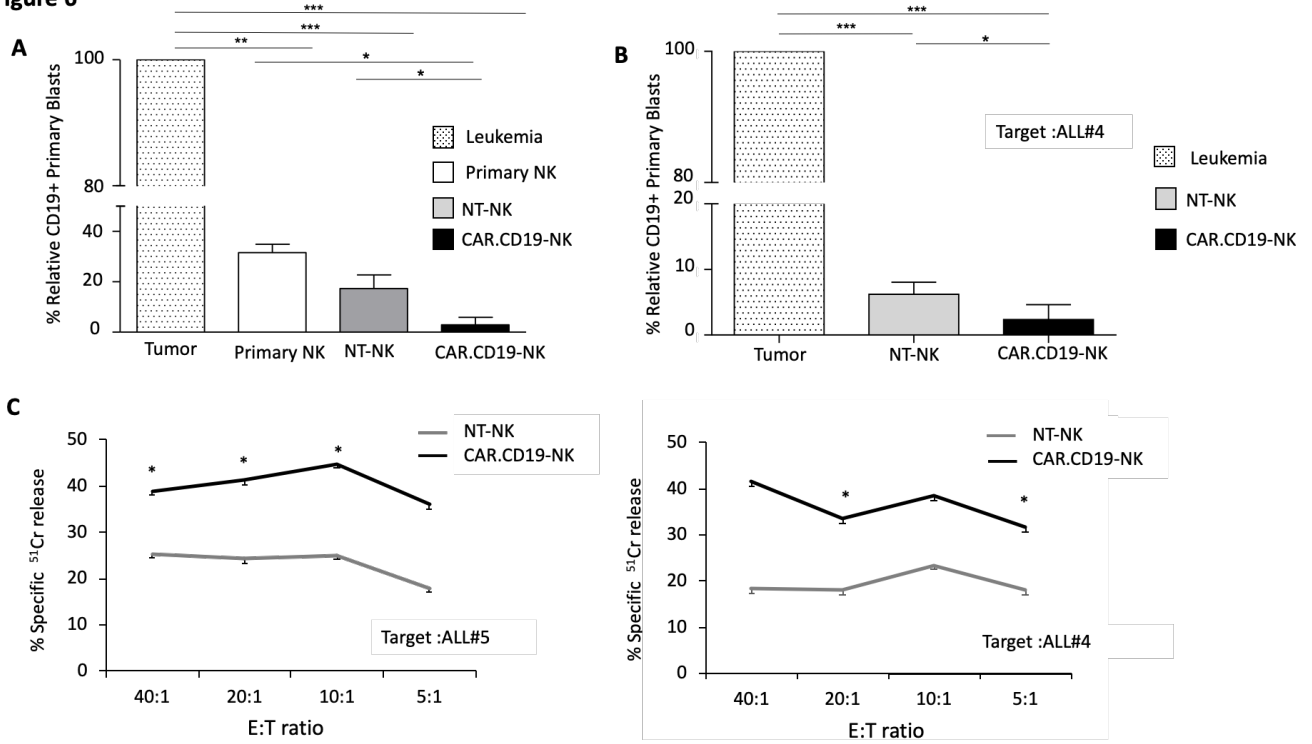 Figure 6
A
***
***
**
*
*
% Relative CD19+ Primary Blasts
100
80
40
20
0
Tumor
Primary NK
NT-NK
CAR.CD19-NK
Leukemia
Primary NK
NT-NK
CAR.CD19-NK
B
***
***
*
% Relative CD19+ Primary Blasts
100
80
20
10
0
Tumor
NT-NK
CAR.CD19-NK
Target :ALL#4
Leukemia
NT-NK
CAR.CD19-NK
C
% Specific ⁵¹Cr release
50
40
30
20
10
0
*
*
*
NT-NK
CAR.CD19-NK
Target :ALL#5
40:1
20:1
10:1
5:1
E:T ratio
% Specific ⁵¹Cr release
50
40
30
20
10
0
*
*
NT-NK
CAR.CD19-NK
Target :ALL#4
40:1
20:1
10:1
5:1
E:T ratio